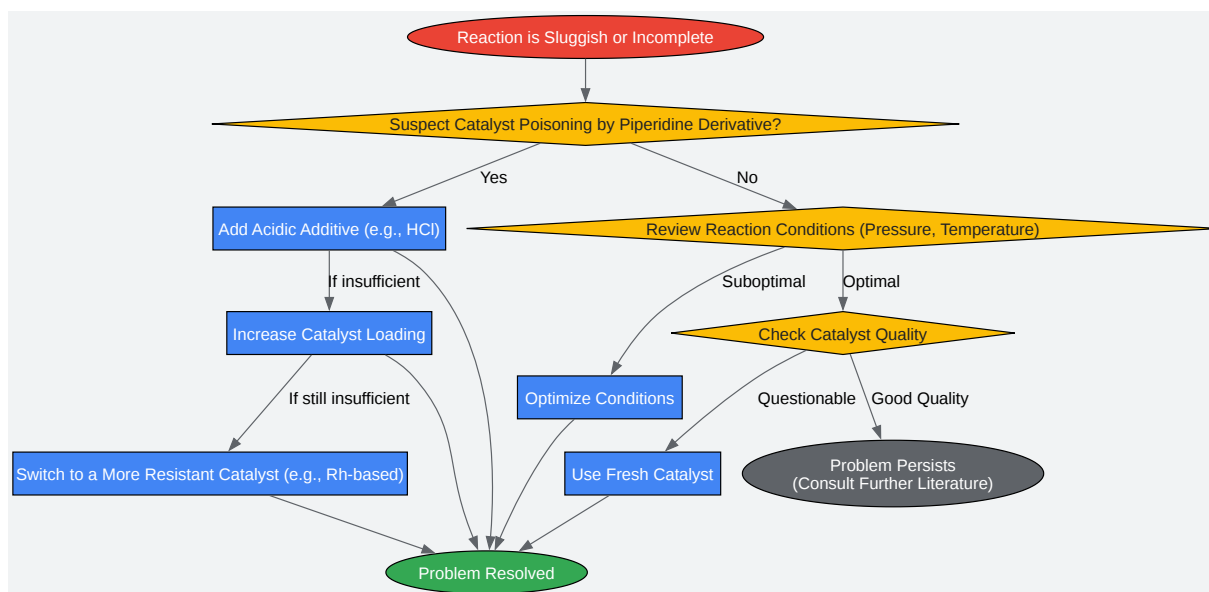 Reaction is Sluggish or Incomplete
Suspect Catalyst Poisoning by Piperidine Derivative?
Yes
No
Add Acidic Additive (e.g., HCl)
Review Reaction Conditions (Pressure, Temperature)
If insufficient
Suboptimal
Optimal
Increase Catalyst Loading
Check Catalyst Quality
If still insufficient
Optimize Conditions
Questionable
Good Quality
Switch to a More Resistant Catalyst (e.g., Rh-based)
Use Fresh Catalyst
Problem Persists
(Consult Further Literature)
Problem Resolved